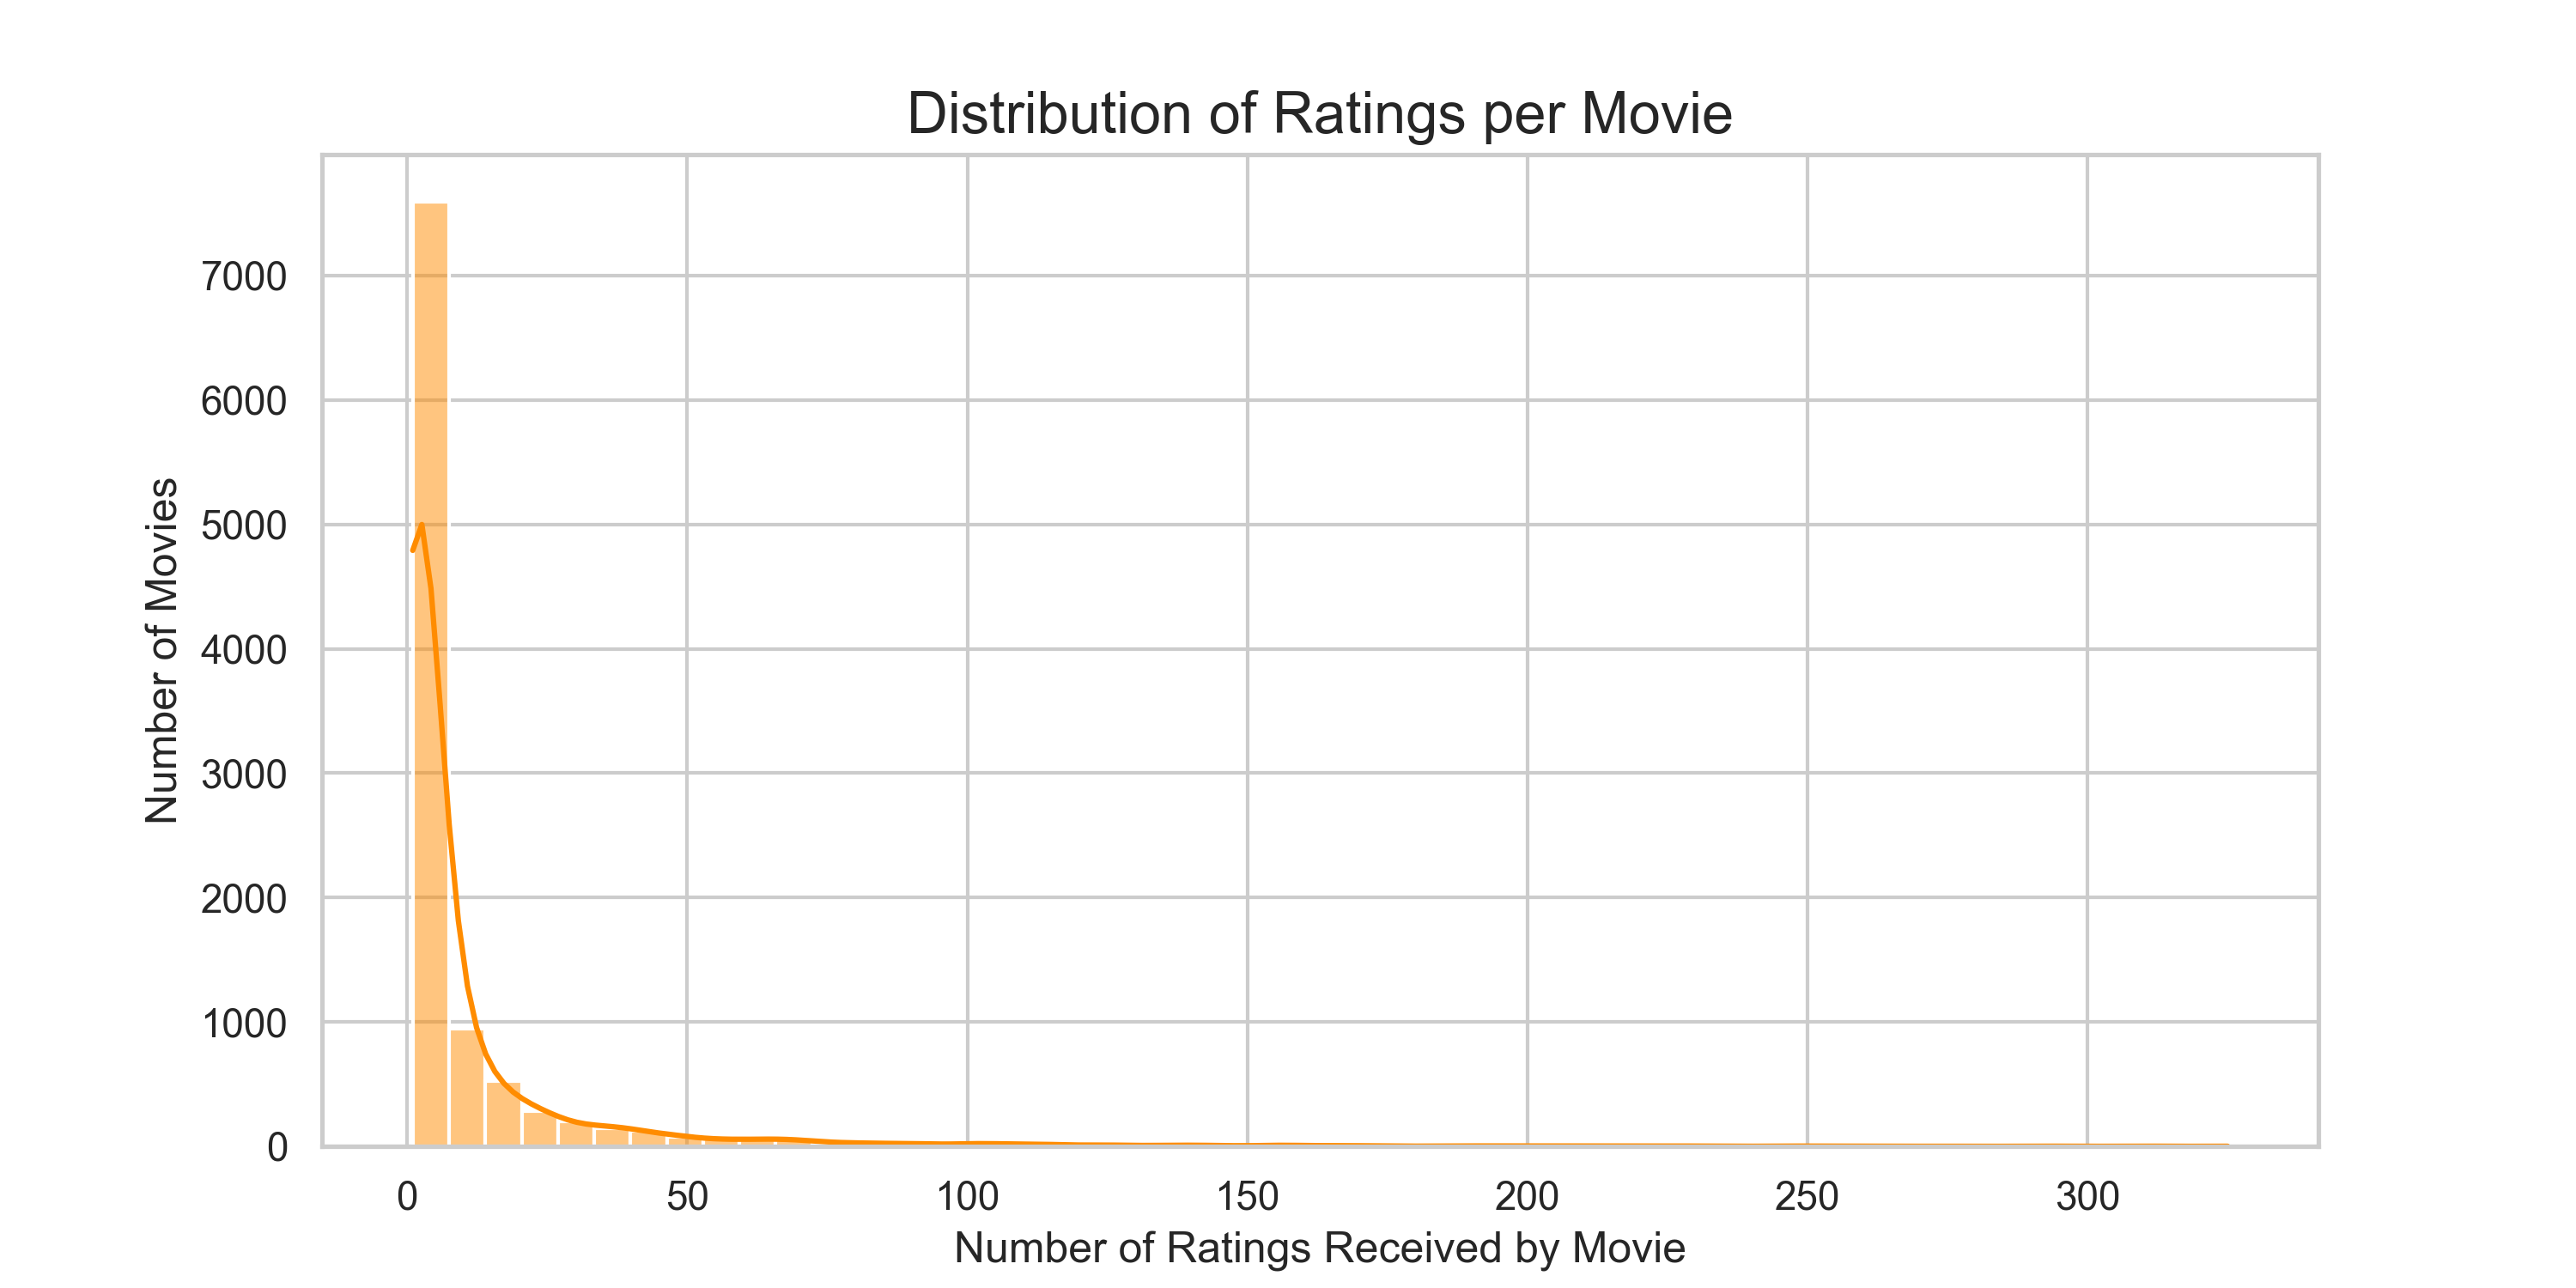 Distribution of Ratings per Movie
Number of Movies
7000
6000
5000
4000
3000
2000
1000
0
0 50 100 150 200 250 300
Number of Ratings Received by Movie